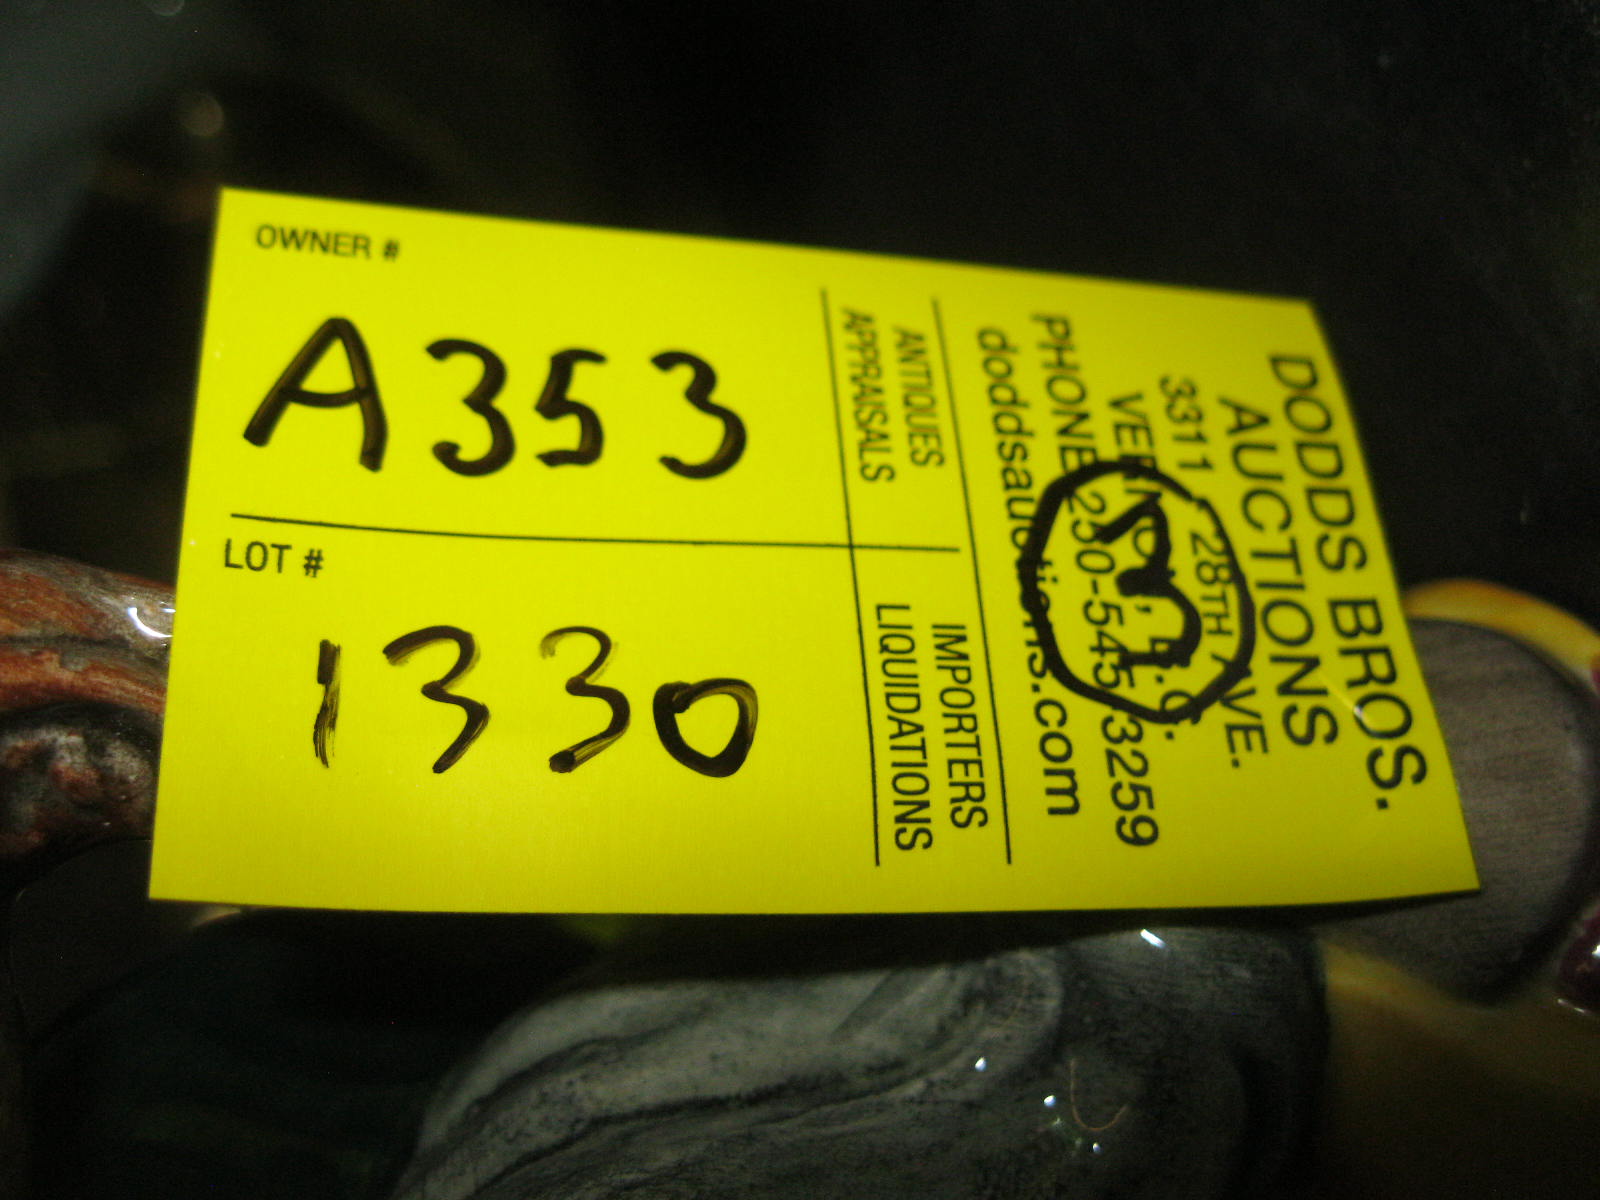 OWNER #
A353
LOT #
1330
ANTIQUES
APPRAISALS
IMPORTERS
LIQUIDATIONS
DODDS BROS.
AUCTIONS
3311 - 28TH AVE.
VERNON, B.C.
PHONE 250-545-3259
doddsauctions.com